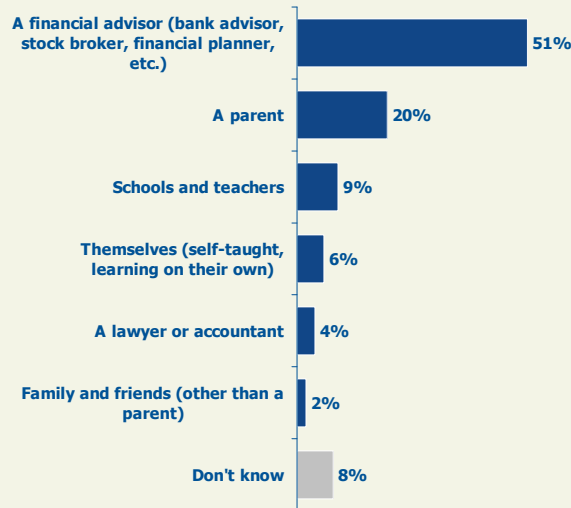 A financial advisor (bank advisor,
stock broker, financial planner,
etc.)
51%
A parent
20%
Schools and teachers
9%
Themselves (self-taught,
learning on their own)
6%
A lawyer or accountant
4%
Family and friends (other than a
parent)
2%
Don't know
8%